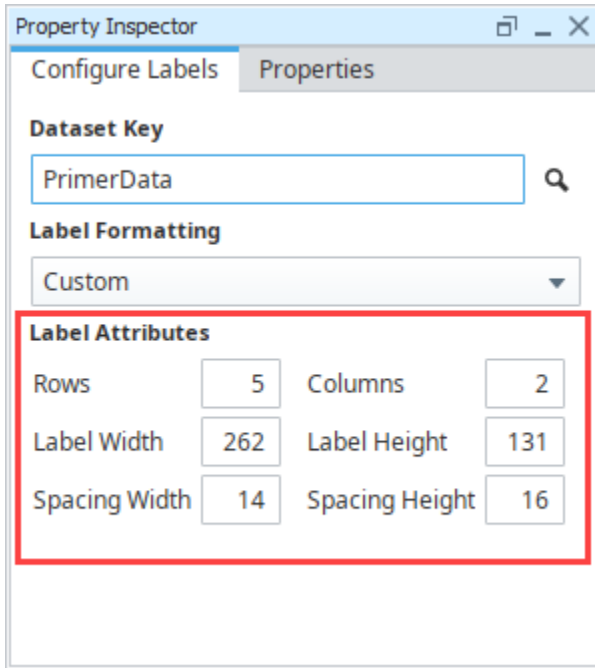 Property Inspector
Configure Labels Properties
Dataset Key
PrimerData
Label Formatting
Custom
Label Attributes
Rows 5 Columns 2
Label Width 262 Label Height 131
Spacing Width 14 Spacing Height 16